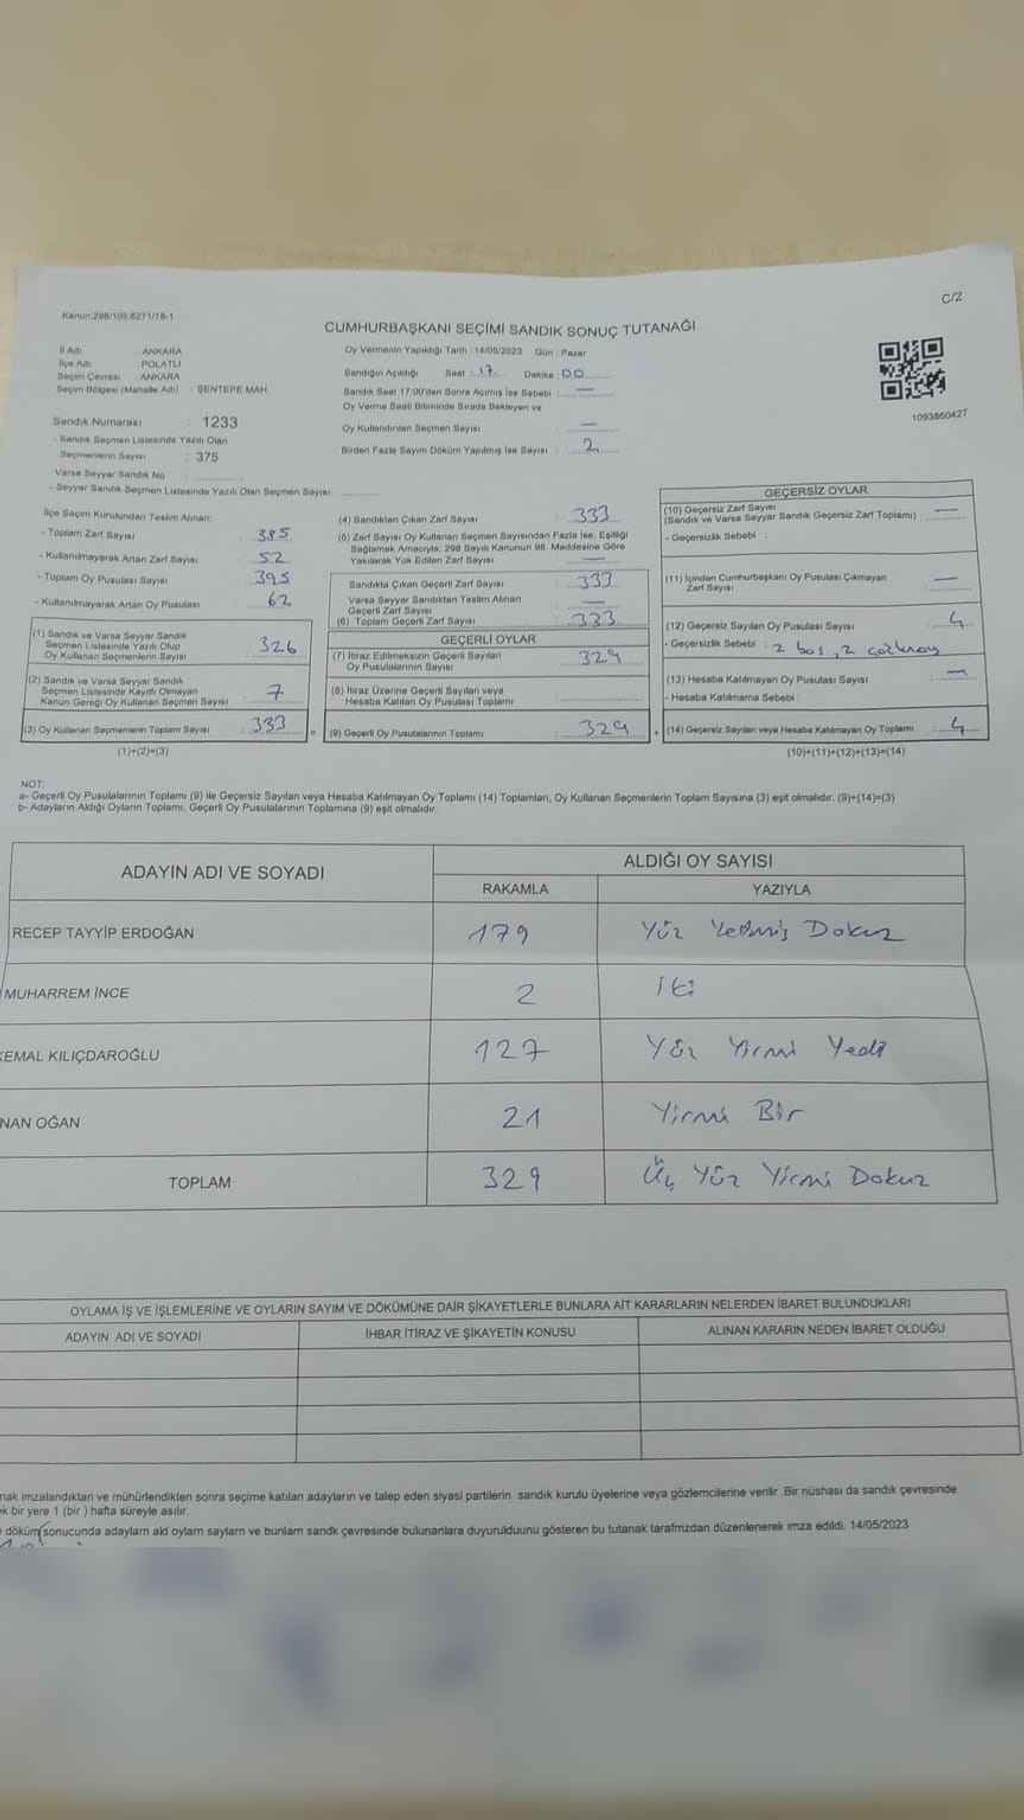 Kanun:298/105;6271/18-1
C/2
CUMHURBAŞKANI SEÇİMİ SANDIK SONUÇ TUTANAĞI
İl Adı ANKARA
İlçe Adı POLATLI
Seçim Çevresi ANKARA
Seçim Bölgesi (Mahalle Adı) : ŞENTEPE MAH.
Sandık Numarası : 1233
- Sandık Seçmen Listesinde Yazılı Olan
Seçmenlerin Sayısı : 375
Varsa Seyyar Sandık No
- Seyyar Sandık Seçmen Listesinde Yazılı Olan Seçmen Sayısı
Oy Vermenin Yapıldığı Tarih : 14/05/2023 Gün : Pazar
Sandığın Açıldığı Saat : 17 Dakika : 00
Sandık Saat 17:00'den Sonra Açılmış İse Sebebi : —
Oy Verme Saati Bitiminde Sırada Bekleyen ve
Oy Kullandırılan Seçmen Sayısı : —
Birden Fazla Sayım Döküm Yapılmış İse Sayısı : 2
1093860427
İlçe Seçim Kurulundan Teslim Alınan:
- Toplam Zarf Sayısı 385
- Kullanılmayarak Artan Zarf Sayısı 52
- Toplam Oy Pusulası Sayısı 395
- Kullanılmayarak Artan Oy Pusulası 62
(1) Sandık ve Varsa Seyyar Sandık
Seçmen Listesinde Yazılı Olup
Oy Kullanan Seçmenlerin Sayısı 326
(2) Sandık ve Varsa Seyyar Sandık
Seçmen Listesinde Kayıtlı Olmayan
Kanun Gereği Oy Kullanan Seçmen Sayısı 7
(3) Oy Kullanan Seçmenlerin Toplam Sayısı 333
(1)+(2)=(3)
(4) Sandıktan Çıkan Zarf Sayısı 333
(5) Zarf Sayısı Oy Kullanan Seçmen Sayısından Fazla İse, Eşitliği
Sağlamak Amacıyla; 298 Sayılı Kanunun 98. Maddesine Göre
Yakılarak Yok Edilen Zarf Sayısı —
Sandıkta Çıkan Geçerli Zarf Sayısı 333
Varsa Seyyar Sandıktan Teslim Alınan
Geçerli Zarf Sayısı —
(6) Toplam Geçerli Zarf Sayısı 333
GEÇERLİ OYLAR
(7) İtiraz Edilmeksizin Geçerli Sayılan
Oy Pusulalarının Sayısı : 329
(8) İtiraz Üzerine Geçerli Sayılan veya
Hesaba Katılan Oy Pusulası Toplamı
(9) Geçerli Oy Pusulalarının Toplamı : 329
GEÇERSİZ OYLAR
(10) Geçersiz Zarf Sayısı
(Sandık ve Varsa Seyyar Sandık Geçersiz Zarf Toplamı) : —
- Geçersizlik Sebebi :
(11) İçinden Cumhurbaşkanı Oy Pusulası Çıkmayan
Zarf Sayısı —
(12) Geçersiz Sayılan Oy Pusulası Sayısı : 4
- Geçersizlik Sebebi : 2 boş, 2
(13) Hesaba Katılmayan Oy Pusulası Sayısı : —
- Hesaba Katılmama Sebebi :
(14) Geçersiz Sayılan veya Hesaba Katılmayan Oy Toplamı : 4
(10)+(11)+(12)+(13)=(14)
NOT:
a- Geçerli Oy Pusulalarının Toplamı (9) ile Geçersiz Sayılan veya Hesaba Katılmayan Oy Toplamı (14) Toplamları, Oy Kullanan Seçmenlerin Toplam Sayısına (3) eşit olmalıdır. (9)+(14)=(3)
b- Adayların Aldığı Oyların Toplamı, Geçerli Oy Pusulalarının Toplamına (9) eşit olmalıdır.
ADAYIN ADI VE SOYADI ALDIĞI OY SAYISI
RAKAMLA YAZIYLA
RECEP TAYYİP ERDOĞAN 179 Yüz Yetmiş Dokuz
MUHARREM İNCE 2 İki
KEMAL KILIÇDAROĞLU 127 Yüz Yirmi Yedi
NAN OĞAN 21 Yirmi Bir
TOPLAM 329 Üç Yüz Yirmi Dokuz
OYLAMA İŞ VE İŞLEMLERİNE VE OYLARIN SAYIM VE DÖKÜMÜNE DAİR ŞİKAYETLERLE BUNLARA AİT KARARLARIN NELERDEN İBARET BULUNDUKLARI
ADAYIN ADI VE SOYADI İHBAR İTİRAZ VE ŞİKAYETİN KONUSU ALINAN KARARIN NEDEN İBARET OLDUĞU
nak imzalandıktan ve mühürlendikten sonra seçime katılan adayların ve talep eden siyasi partilerin sandık kurulu üyelerine veya gözlemcilerine verilir. Bir nüshası da sandık çevresinde
k bir yere 1 (bir ) hafta süreyle asılır.
döküm sonucunda adayların aldı oyların sayıların ve bunların sandk çevresinde bulunanlara duyurulduunu gösteren bu tutanak tarafmzdan düzenlenerek imza edildi. 14/05/2023